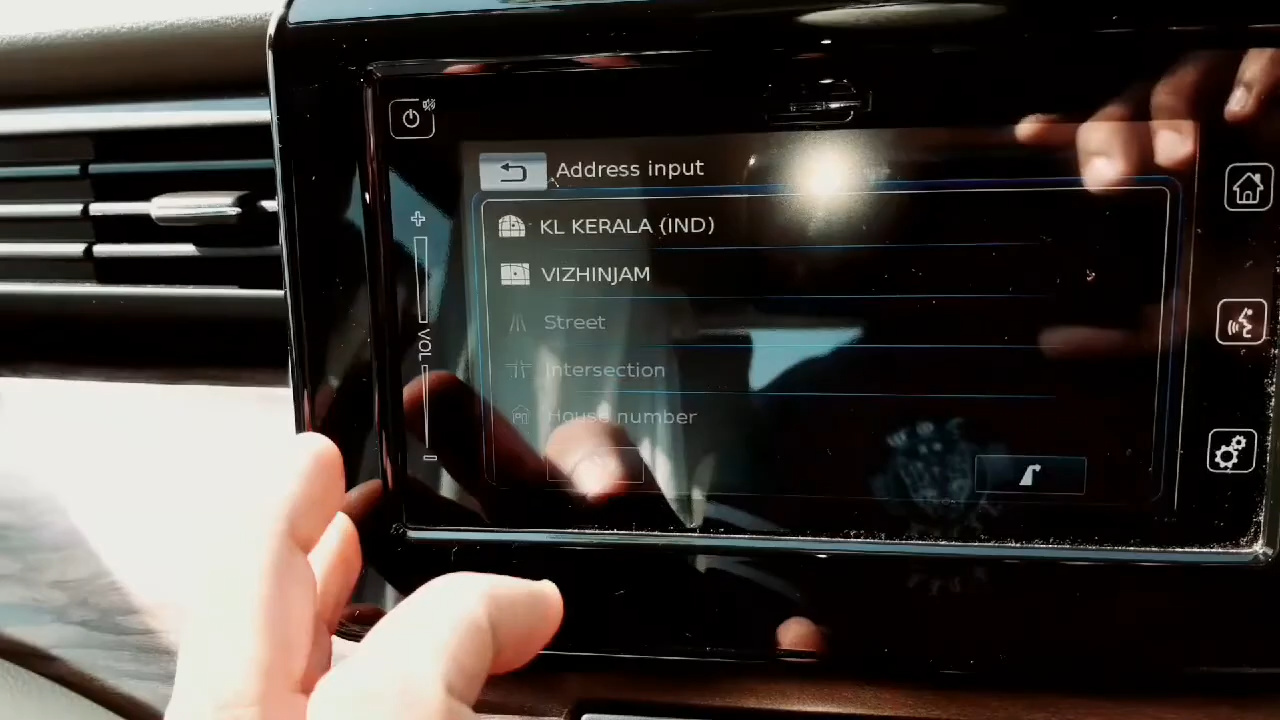 Address input
KL KERALA (IND)
VIZHINJAM
VOL
Street
Intersection
House number